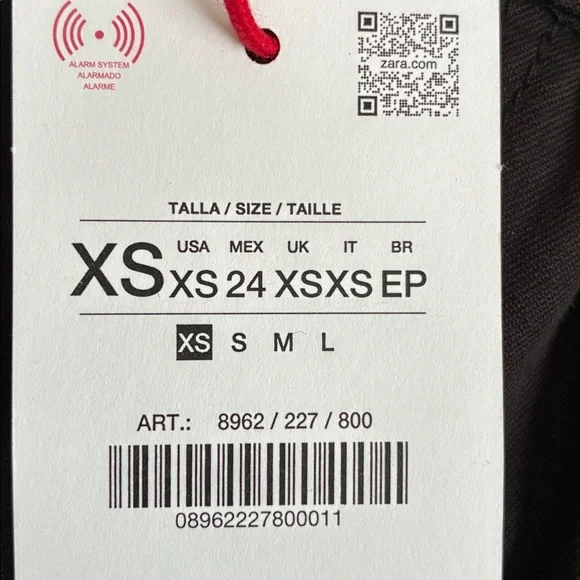 ALARM SYSTEM
ALARMADO
ALARME
zara.com
TALLA / SIZE / TAILLE
USA MEX UK IT BR
XS XS 24 XS XS EP
XS S M L
ART.: 8962 / 227 / 800
08962227800011